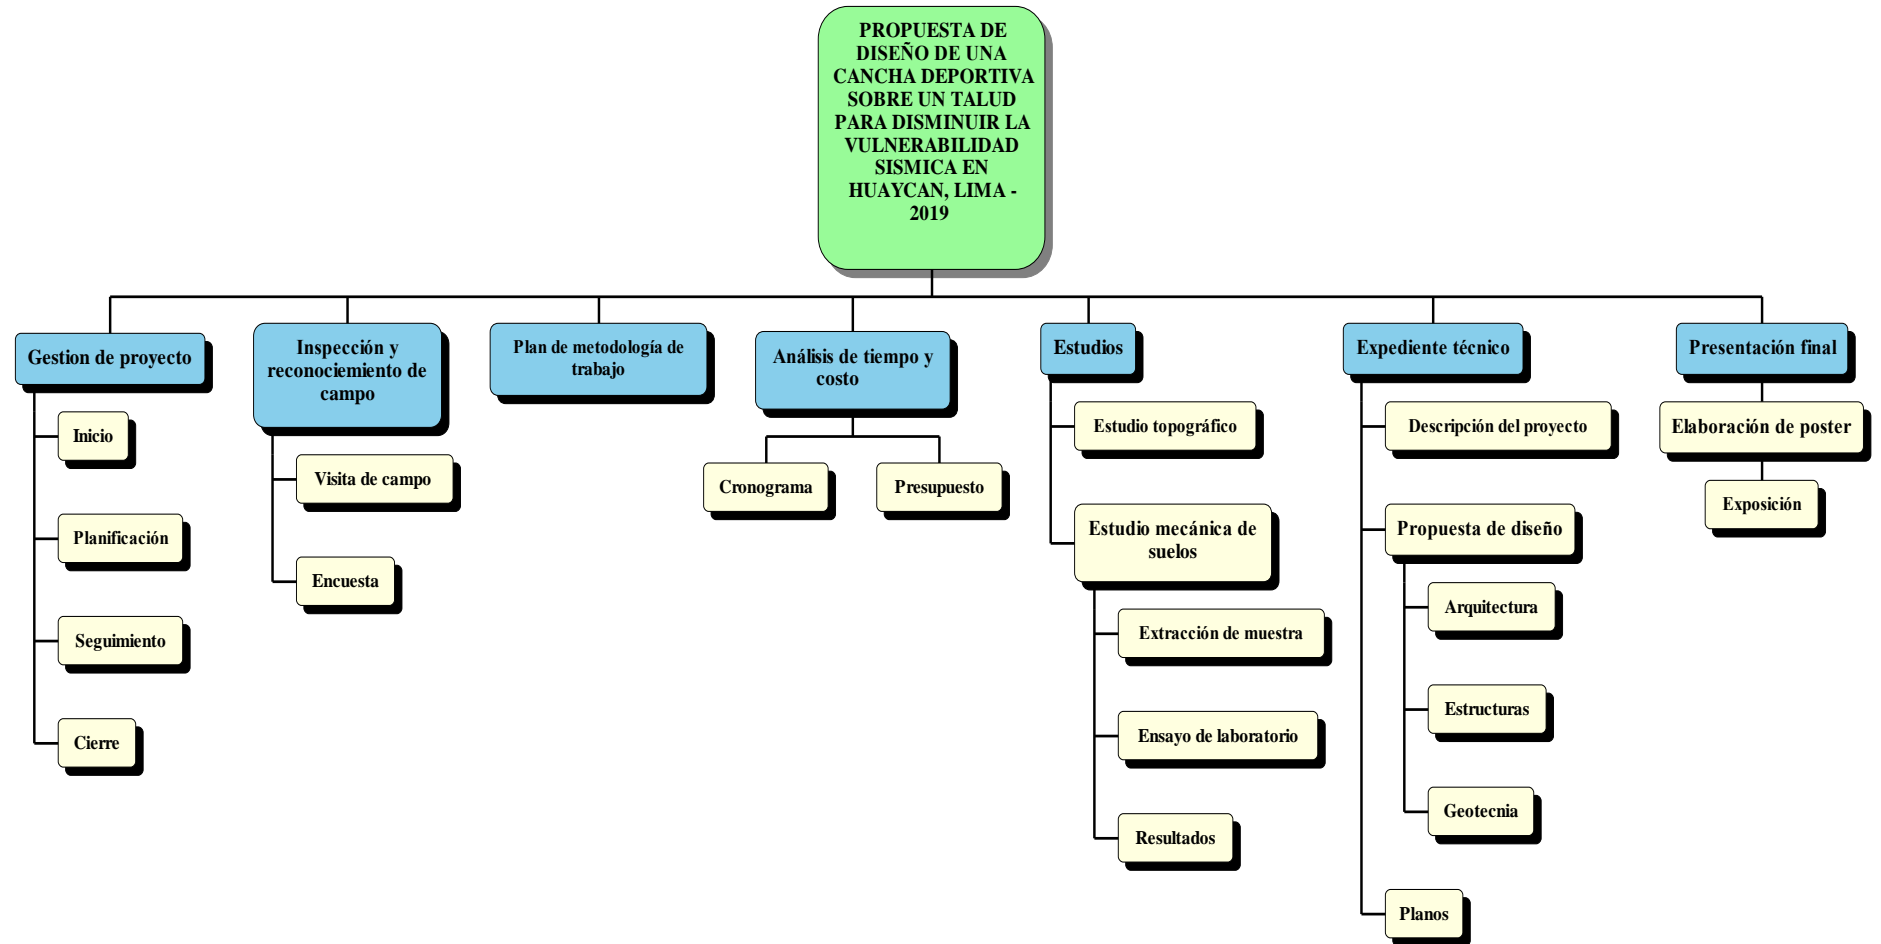 PROPUESTA DE
DISEÑO DE UNA
CANCHA DEPORTIVA
SOBRE UN TALUD
PARA DISMINUIR LA
VULNERABILIDAD
SISMICA EN
HUAYCAN, LIMA -
2019
Gestion de proyecto
Inicio
Planificación
Seguimiento
Cierre
Inspección y
reconociemiento de
campo
Visita de campo
Encuesta
Plan de metodología de
trabajo
Análisis de tiempo y
costo
Cronograma
Presupuesto
Estudios
Estudio topográfico
Estudio mecánica de
suelos
Extracción de muestra
Ensayo de laboratorio
Resultados
Expediente técnico
Descripción del proyecto
Propuesta de diseño
Arquitectura
Estructuras
Geotecnia
Planos
Presentación final
Elaboración de poster
Exposición